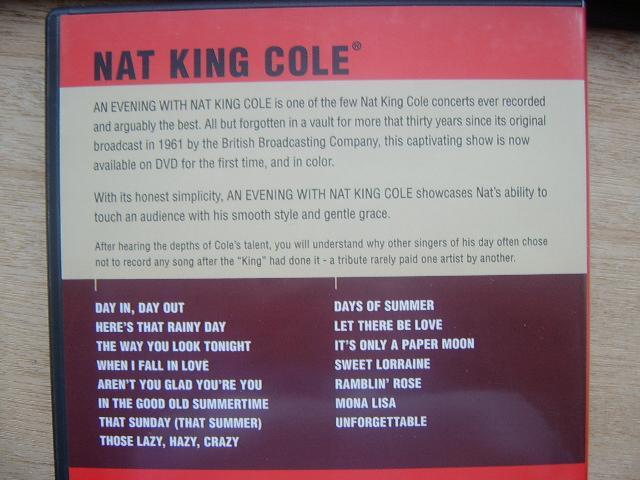 NAT KING COLE®
AN EVENING WITH NAT KING COLE is one of the few Nat King Cole concerts ever recorded
and arguably the best. All but forgotten in a vault for more that thirty years since its original
broadcast in 1961 by the British Broadcasting Company, this captivating show is now
available on DVD for the first time, and in color.
With its honest simplicity, AN EVENING WITH NAT KING COLE showcases Nat's ability to
touch an audience with his smooth style and gentle grace.
After hearing the depths of Cole's talent, you will understand why other singers of his day often chose
not to record any song after the "King" had done it - a tribute rarely paid one artist by another.
DAY IN, DAY OUT
HERE'S THAT RAINY DAY
THE WAY YOU LOOK TONIGHT
WHEN I FALL IN LOVE
AREN'T YOU GLAD YOU'RE YOU
IN THE GOOD OLD SUMMERTIME
THAT SUNDAY (THAT SUMMER)
THOSE LAZY, HAZY, CRAZY
DAYS OF SUMMER
LET THERE BE LOVE
IT'S ONLY A PAPER MOON
SWEET LORRAINE
RAMBLIN' ROSE
MONA LISA
UNFORGETTABLE